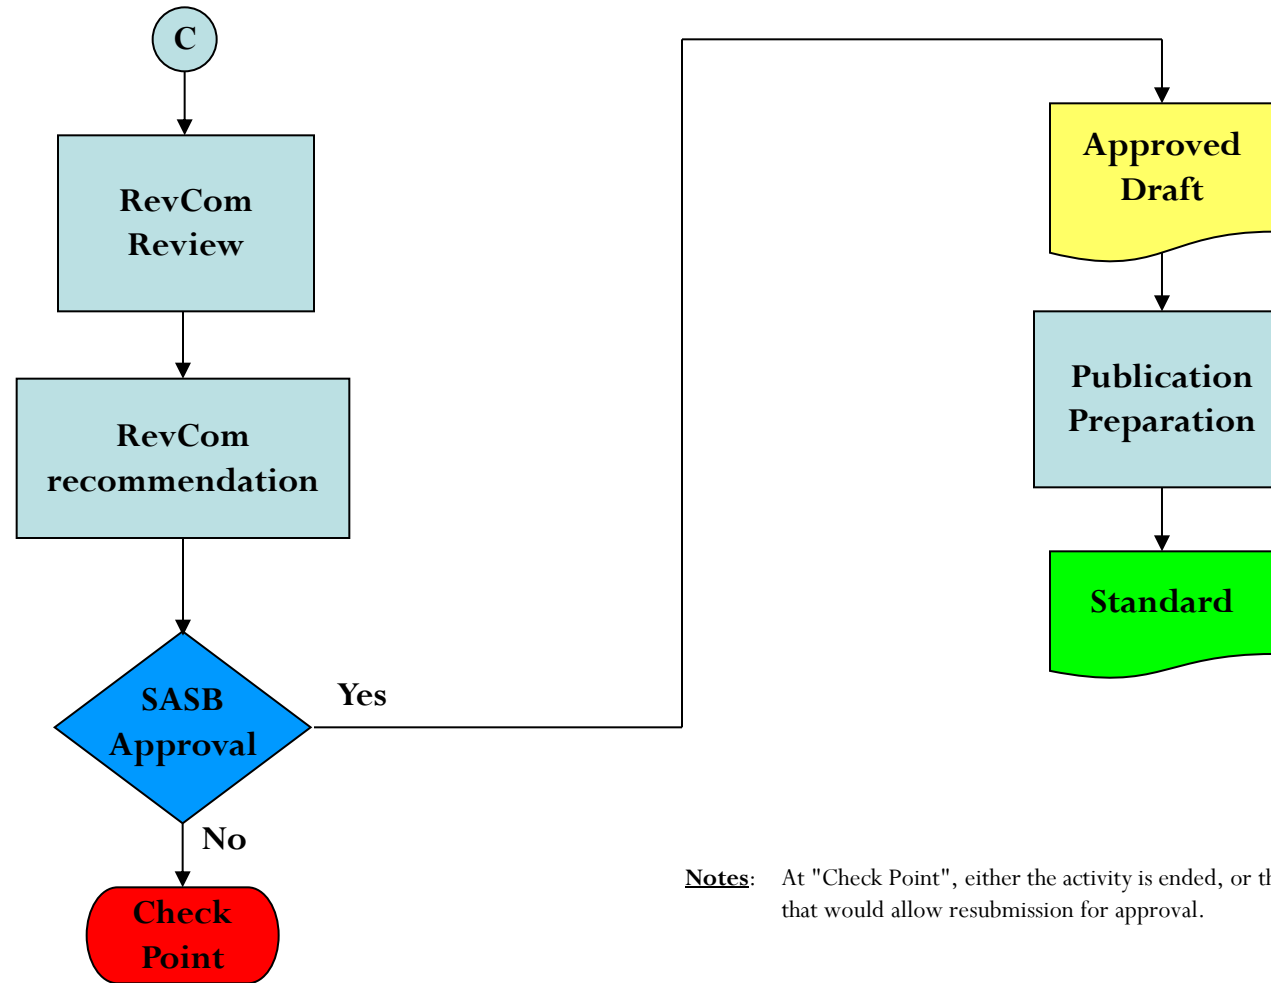 C
RevCom
Review
RevCom
recommendation
SASB
Approval
Yes
No
Check
Point
Approved
Draft
Publication
Preparation
Standard
Notes: At "Check Point", either the activity is ended, or
that would allow resubmission for approval.